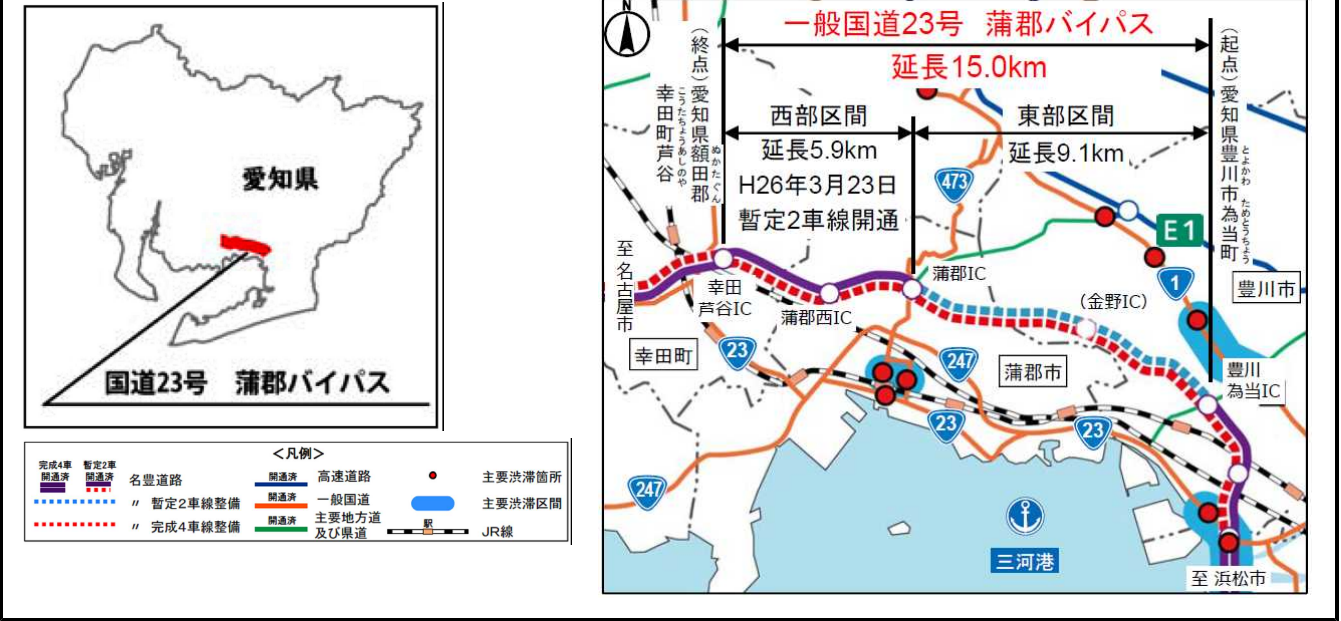 愛知県
国道23号　蒲郡バイパス
＜凡例＞
完成4車
開通済
暫定2車
開通済
名豊道路
〃 暫定2車線整備
〃 完成4車線整備
開通済
高速道路
開通済
一般国道
開通済
主要地方道
及び県道
主要渋滞箇所
主要渋滞区間
駅
JR線
N
一般国道23号　蒲郡バイパス
延長15.0km
（終点）愛知県額田郡
ぬかたぐん
幸田町芦谷
こうたちょうあしのや
（起点）愛知県豊川市為当町
とよかわ　ためとうちょう
西部区間
延長5.9km
H26年3月23日
暫定2車線開通
東部区間
延長9.1km
473
E1
1
至 名古屋市
幸田
芦谷IC
蒲郡西IC
蒲郡IC
（金野IC）
豊川市
豊川
為当IC
幸田町
23
247
蒲郡市
23
23
247
三河港
至 浜松市